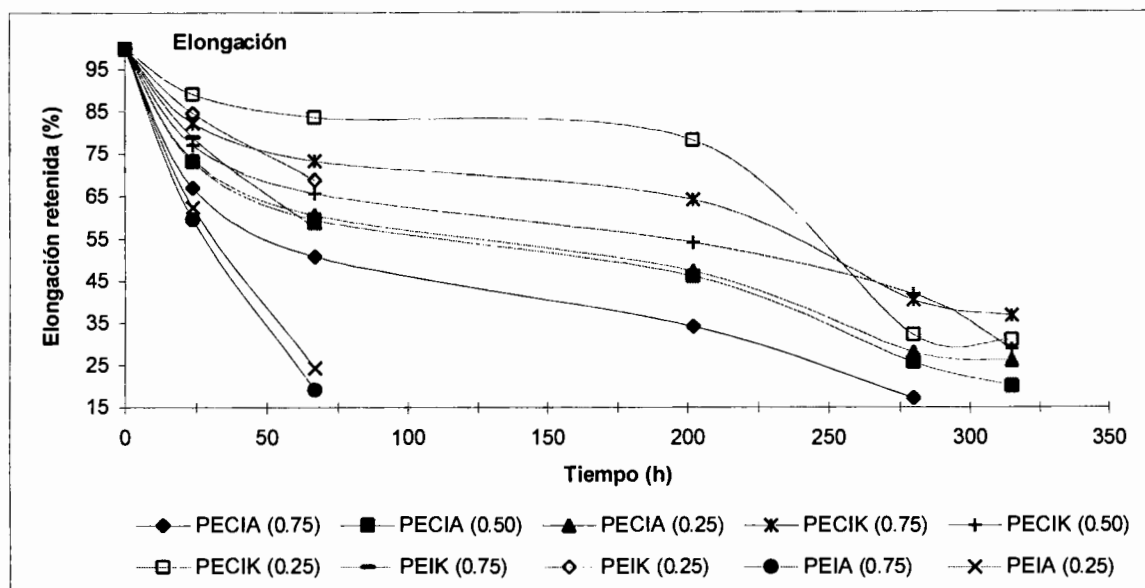 Elongación
Elongación retenida (%)
95
85
75
65
55
45
35
25
15
0 50 100 150 200 250 300 350
Tiempo (h)
PECIA (0.75) PECIA (0.50) PECIA (0.25) PECIK (0.75) PECIK (0.50)
PECIK (0.25) PEIK (0.75) PEIK (0.25) PEIA (0.75) PEIA (0.25)